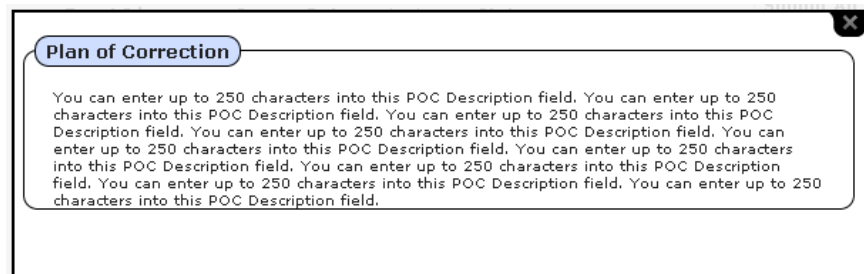 Plan of Correction
You can enter up to 250 characters into this POC Description field. You can enter up to 250
characters into this POC Description field. You can enter up to 250 characters into this POC
Description field. You can enter up to 250 characters into this POC Description field. You can
enter up to 250 characters into this POC Description field. You can enter up to 250 characters
into this POC Description field. You can enter up to 250 characters into this POC Description
field. You can enter up to 250 characters into this POC Description field. You can enter up to 250
characters into this POC Description field.